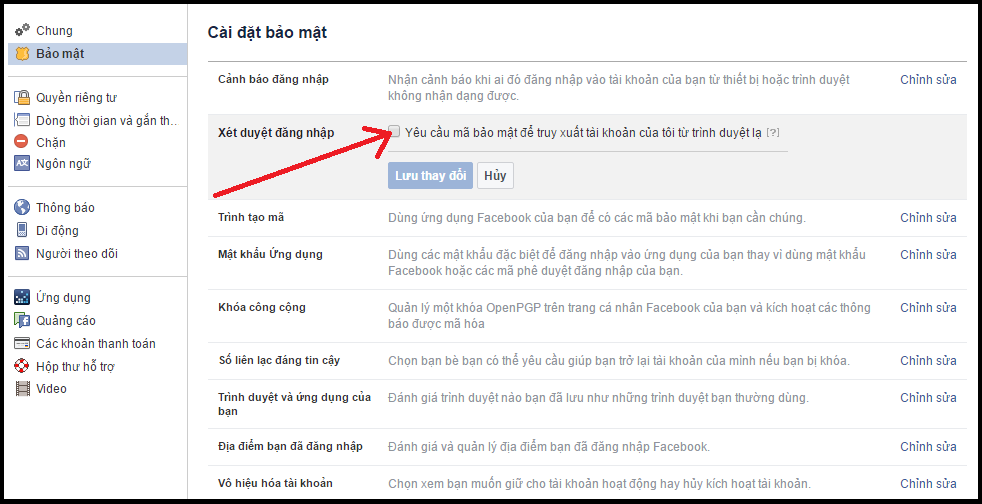 Chung
Bảo mật
Quyền riêng tư
Dòng thời gian và gắn th..
Chặn
Ngôn ngữ
Thông báo
Di động
Người theo dõi
Ứng dụng
Quảng cáo
Các khoản thanh toán
Hộp thư hỗ trợ
Video
Cài đặt bảo mật
Cảnh báo đăng nhập
Nhận cảnh báo khi ai đó đăng nhập vào tài khoản của bạn từ thiết bị hoặc trình duyệt
không nhận dạng được.
Chỉnh sửa
Xét duyệt đăng nhập
Yêu cầu mã bảo mật để truy xuất tài khoản của tôi từ trình duyệt lạ [?]
Lưu thay đổi
Hủy
Trình tạo mã
Dùng ứng dụng Facebook của bạn để có các mã bảo mật khi bạn cần chúng.
Chỉnh sửa
Mật khẩu Ứng dụng
Dùng các mật khẩu đặc biệt để đăng nhập vào ứng dụng của bạn thay vì dùng mật khẩu
Facebook hoặc các mã phê duyệt đăng nhập của bạn.
Chỉnh sửa
Khóa công cộng
Quản lý một khóa OpenPGP trên trang cá nhân Facebook của bạn và kích hoạt các thông
báo được mã hóa
Chỉnh sửa
Số liên lạc đáng tin cậy
Chọn bạn bè bạn có thể yêu cầu giúp bạn trở lại tài khoản của mình nếu bạn bị khóa.
Chỉnh sửa
Trình duyệt và ứng dụng của
bạn
Đánh giá trình duyệt nào bạn đã lưu như những trình duyệt bạn thường dùng.
Chỉnh sửa
Địa điểm bạn đã đăng nhập
Đánh giá và quản lý địa điểm bạn đã đăng nhập Facebook.
Chỉnh sửa
Vô hiệu hóa tài khoản
Chọn xem bạn muốn giữ cho tài khoản hoạt động hay hủy kích hoạt tài khoản.
Chỉnh sửa